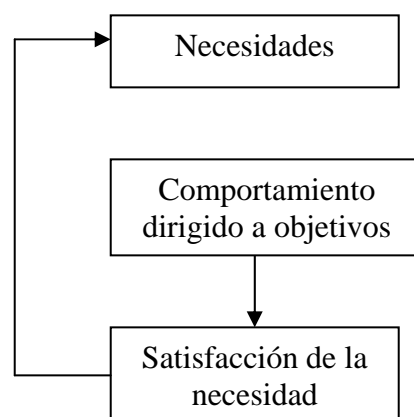 Necesidades
Comportamiento
dirigido a objetivos
Satisfacción de la
necesidad